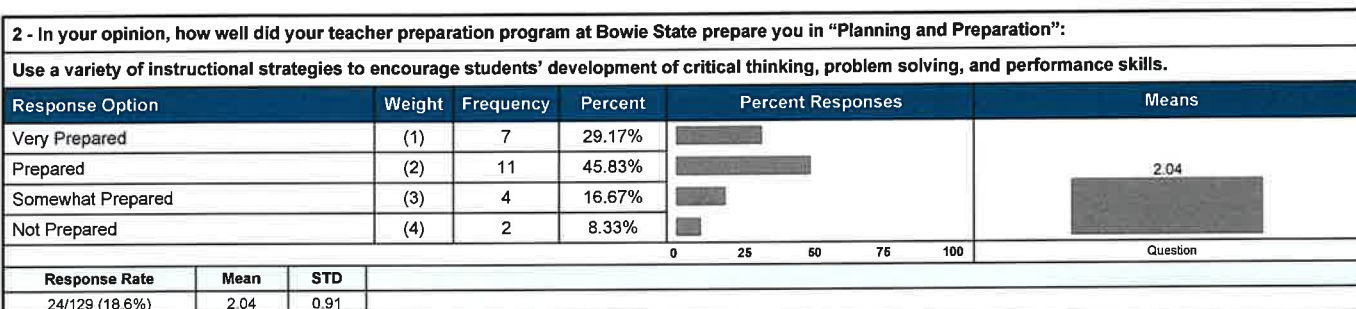 2 - In your opinion, how well did your teacher preparation program at Bowie State prepare you in “Planning and Preparation”:
Use a variety of instructional strategies to encourage students’ development of critical thinking, problem solving, and performance skills.
Response Option Weight Frequency Percent Percent Responses Means
Very Prepared (1) 7 29.17%
Prepared (2) 11 45.83% 2.04
Somewhat Prepared (3) 4 16.67%
Not Prepared (4) 2 8.33%
0 25 50 75 100 Question
Response Rate Mean STD
24/129 (18.6%) 2.04 0.91